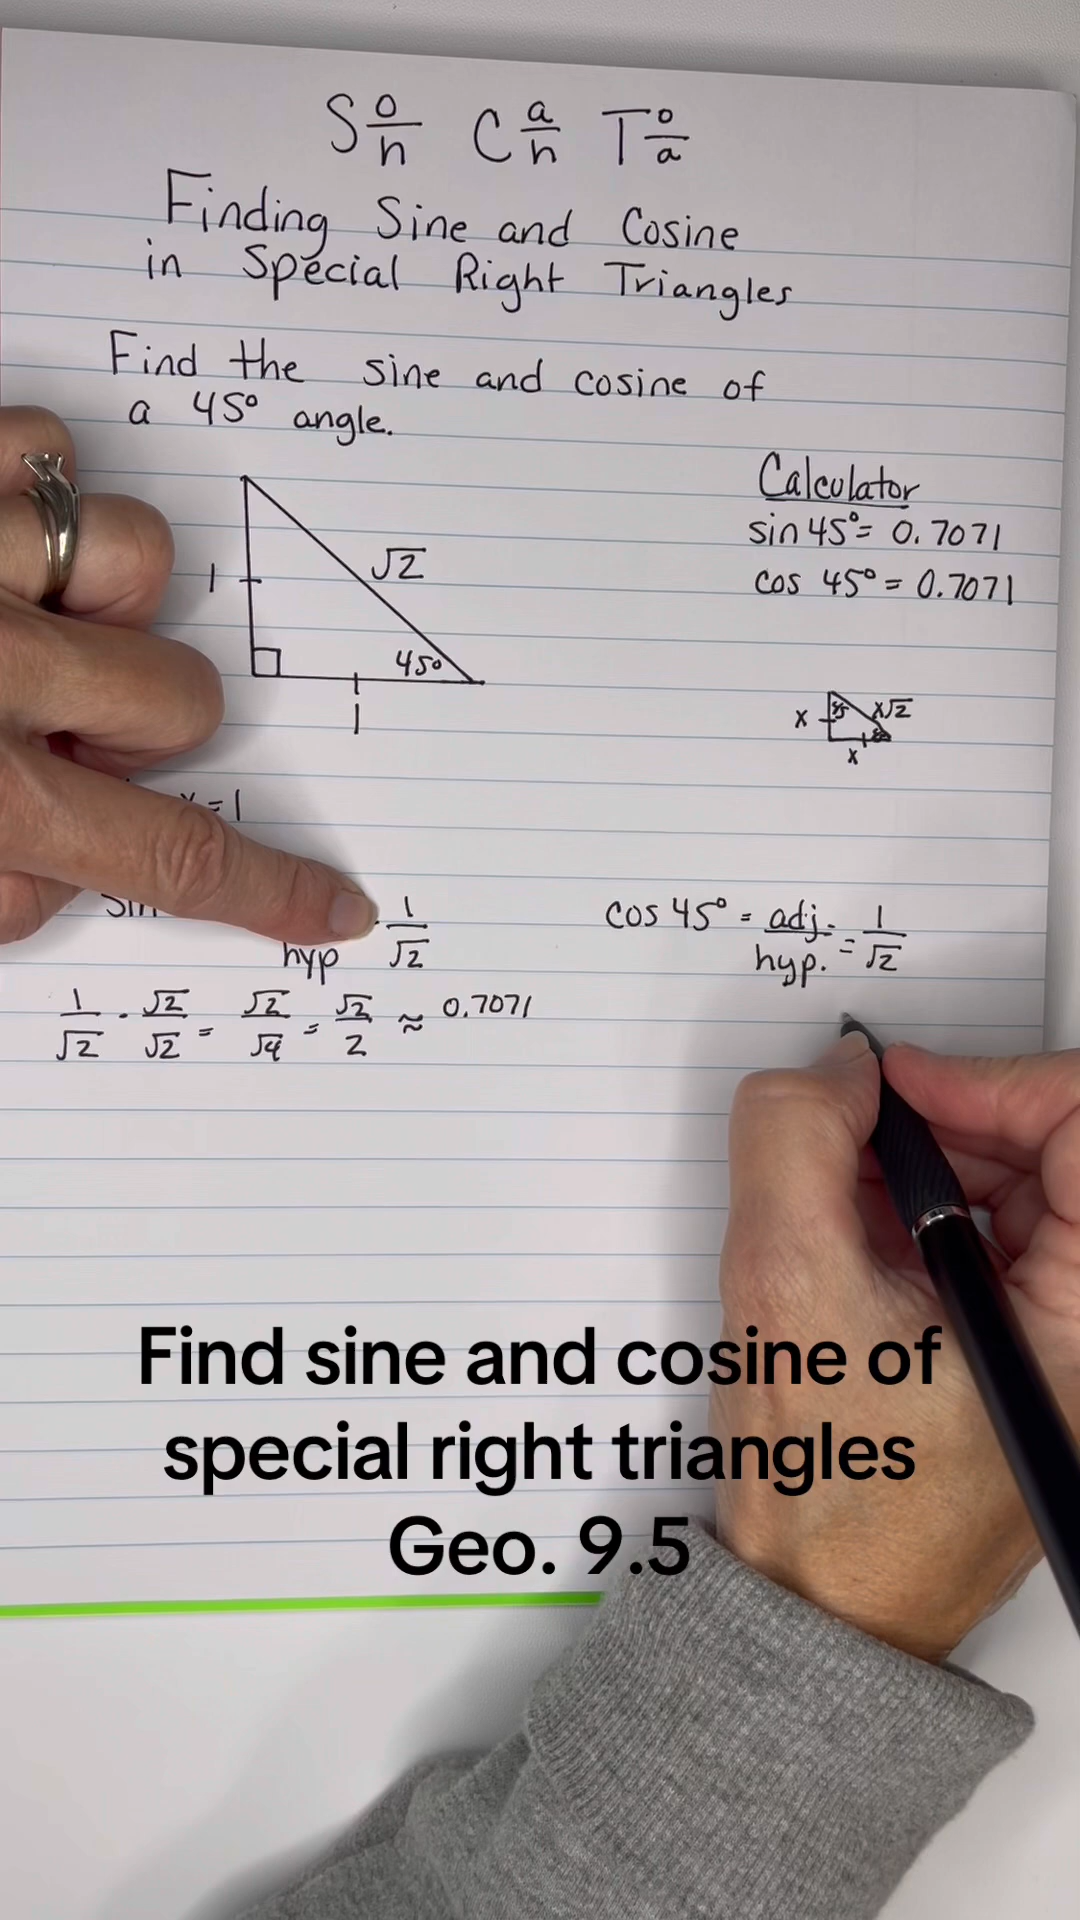 S o/h C a/h T o/a
Finding Sine and Cosine
in Special Right Triangles
Find the sine and cosine of
a 45° angle.
Calculator
sin 45° = 0.7071
cos 45° = 0.7071
1
√2
45°
1
x
45
x√2
x
x = 1
sin
hyp
1/√2
cos 45° = adj./hyp. = 1/√2
1/√2 · √2/√2 = √2/√4 = √2/2 ≈ 0.7071
Find sine and cosine of
special right triangles
Geo. 9.5